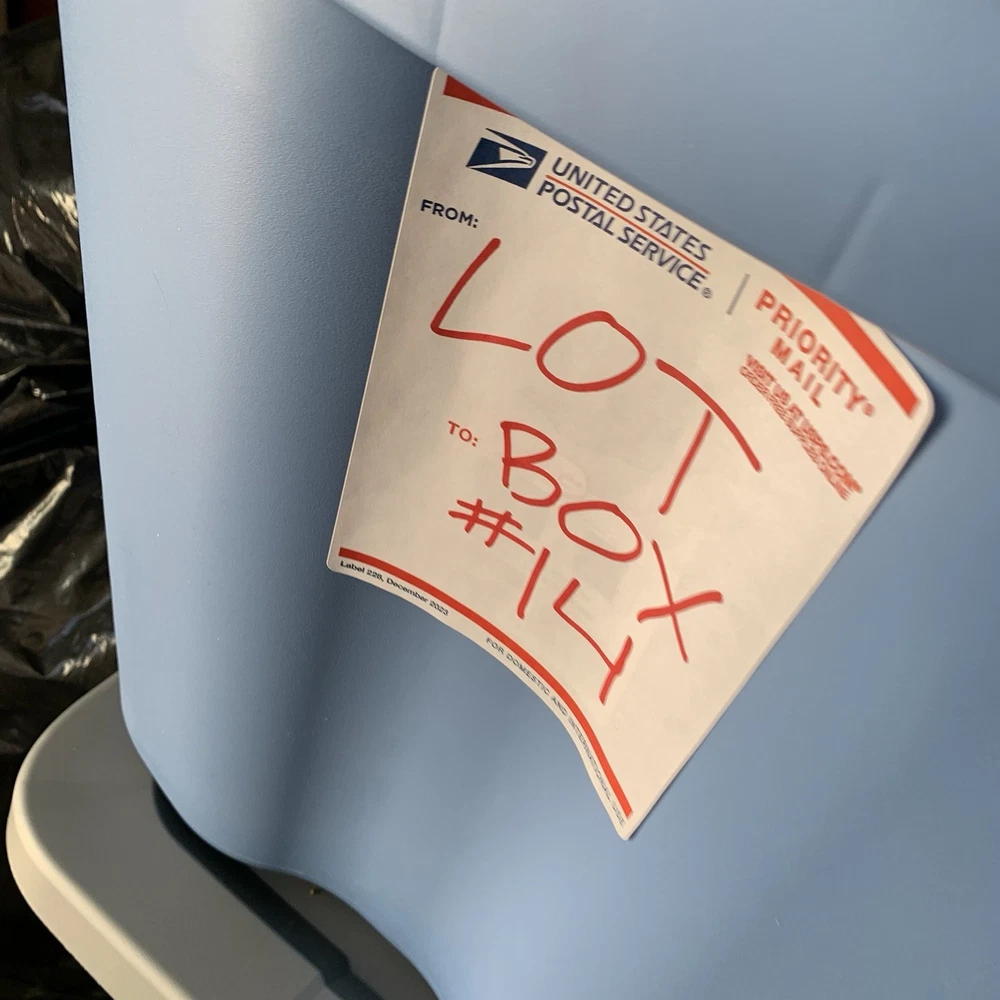 UNITED STATES
POSTAL SERVICE®
PRIORITY®
MAIL
FROM:
LOT
TO:
BOX
#14
Label 228, December 2023
FOR DOMESTIC AND INTERNATIONAL USE